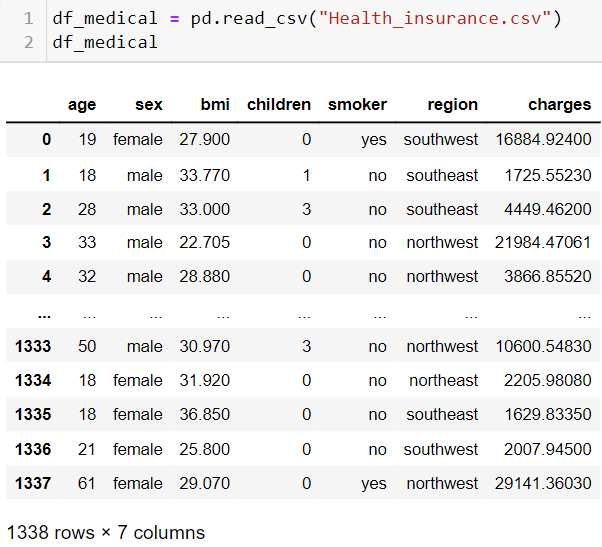 1 df_medical = pd.read_csv("Health_insurance.csv")
2 df_medical
age sex bmi children smoker region charges
0 19 female 27.900 0 yes southwest 16884.92400
1 18 male 33.770 1 no southeast 1725.55230
2 28 male 33.000 3 no southeast 4449.46200
3 33 male 22.705 0 no northwest 21984.47061
4 32 male 28.880 0 no northwest 3866.85520
... ... ... ... ... ... ... ...
1333 50 male 30.970 3 no northwest 10600.54830
1334 18 female 31.920 0 no northeast 2205.98080
1335 18 female 36.850 0 no southeast 1629.83350
1336 21 female 25.800 0 no southwest 2007.94500
1337 61 female 29.070 0 yes northwest 29141.36030
1338 rows × 7 columns